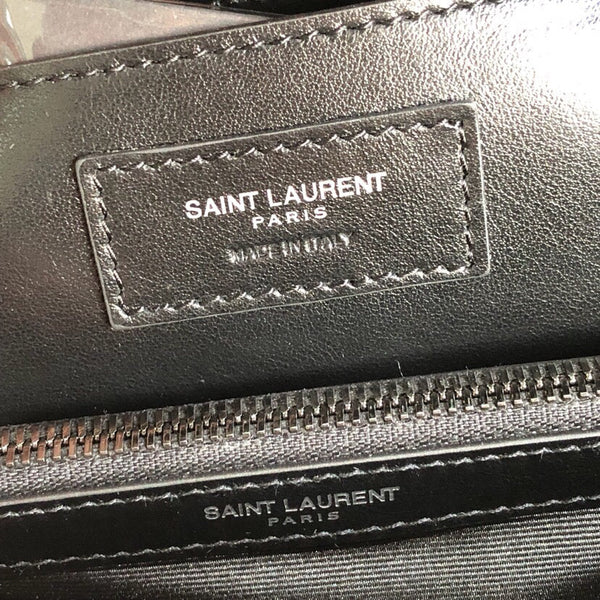 SAINT LAURENT
PARIS
MADE IN ITALY
SAINT LAURENT
PARIS